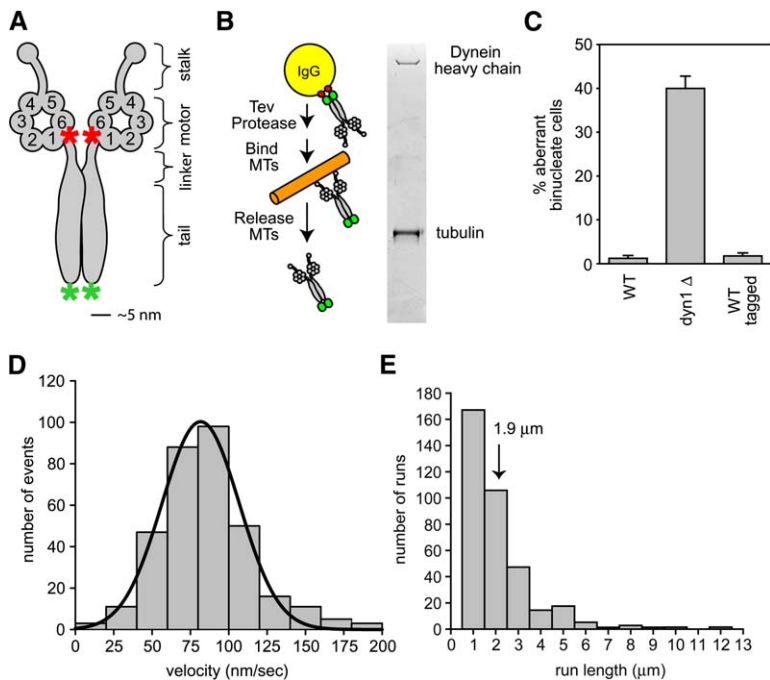 A
stalk
motor
linker
tail
4 5
3 6
2 1
5 4
6 3
1 2
~5 nm
B
IgG
Tev
Protease
Bind
MTs
Release
MTs
Dynein
heavy chain
tubulin
C
% aberrant
binucleate cells
50
40
30
20
10
0
WT
dyn1 Δ
WT
tagged
D
number of events
120
100
80
60
40
20
0
0 25 50 75 100 125 150 175 200
velocity (nm/sec)
E
number of runs
180
160
140
120
100
80
60
40
20
0
1.9 μm
0 1 2 3 4 5 6 7 8 9 10 11 12 13
run length (μm)